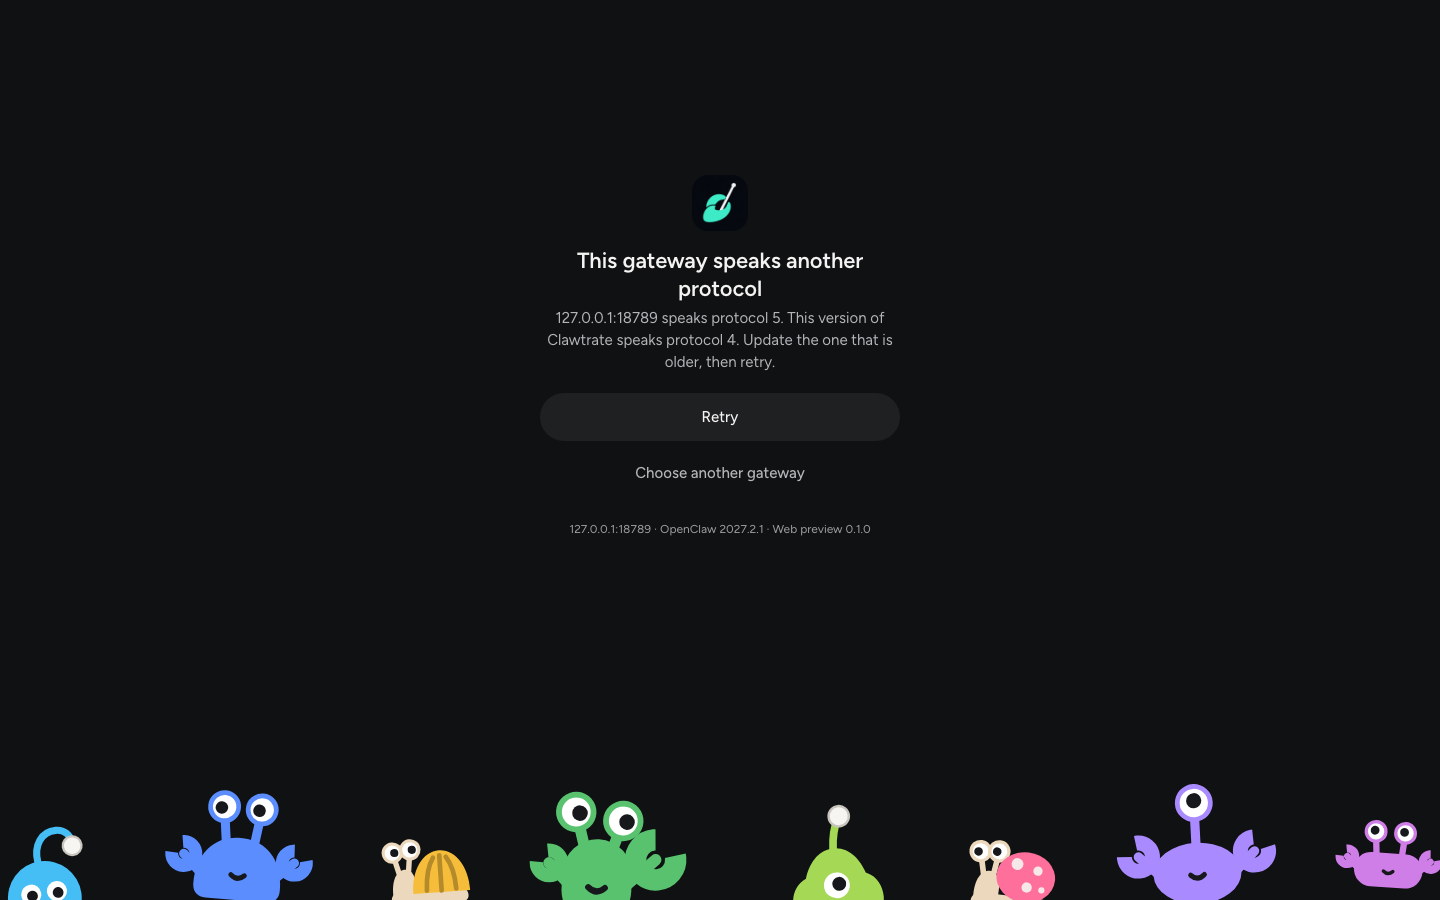 This gateway speaks another
protocol
127.0.0.1:18789 speaks protocol 5. This version of
Clawtrate speaks protocol 4. Update the one that is
older, then retry.
Retry
Choose another gateway
127.0.0.1:18789 · OpenClaw 2027.2.1 · Web preview 0.1.0